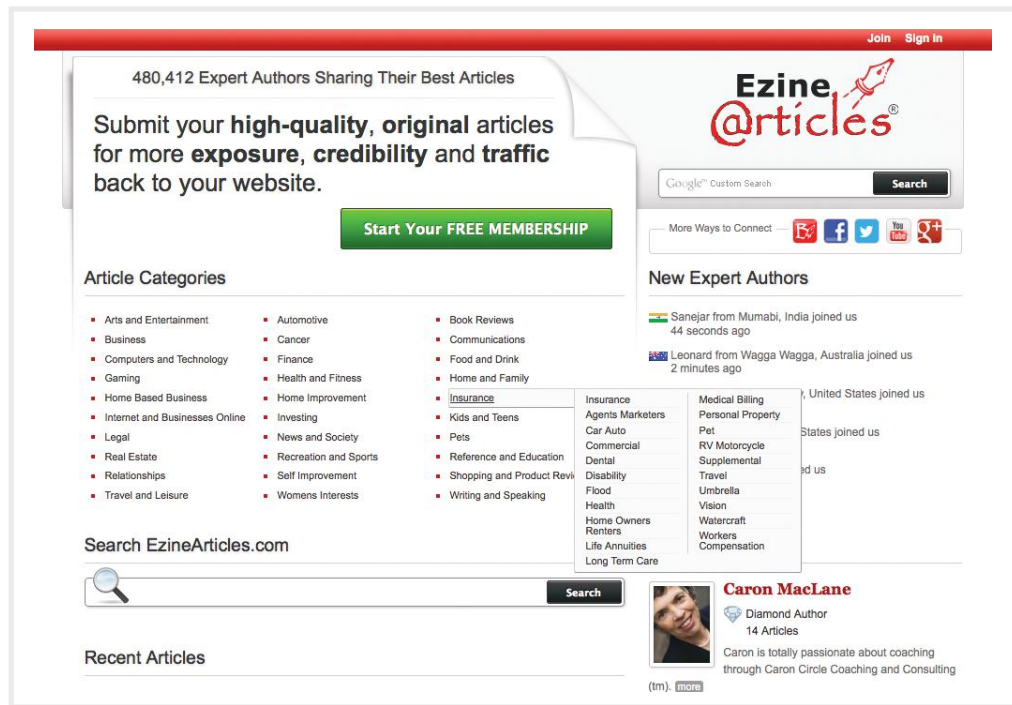 Join Sign In
480,412 Expert Authors Sharing Their Best Articles
Submit your high-quality, original articles
for more exposure, credibility and traffic
back to your website.
Start Your FREE MEMBERSHIP
Ezine
@rticles®
Google™ Custom Search
Search
More Ways to Connect
You
Tube
g+
Article Categories
Arts and Entertainment
Business
Computers and Technology
Gaming
Home Based Business
Internet and Businesses Online
Legal
Real Estate
Relationships
Travel and Leisure
Automotive
Cancer
Finance
Health and Fitness
Home Improvement
Investing
News and Society
Recreation and Sports
Self Improvement
Womens Interests
Book Reviews
Communications
Food and Drink
Home and Family
Insurance
Kids and Teens
Pets
Reference and Education
Shopping and Product Revi
Writing and Speaking
Insurance
Agents Marketers
Car Auto
Commercial
Dental
Disability
Flood
Health
Home Owners
Renters
Life Annuities
Long Term Care
Medical Billing
Personal Property
Pet
RV Motorcycle
Supplemental
Travel
Umbrella
Vision
Watercraft
Workers
Compensation
New Expert Authors
Sanejar from Mumabi, India joined us
44 seconds ago
Leonard from Wagga Wagga, Australia joined us
2 minutes ago
, United States joined us
States joined us
ed us
Search EzineArticles.com
Search
Recent Articles
Caron MacLane
Diamond Author
14 Articles
Caron is totally passionate about coaching
through Caron Circle Coaching and Consulting
(tm). more